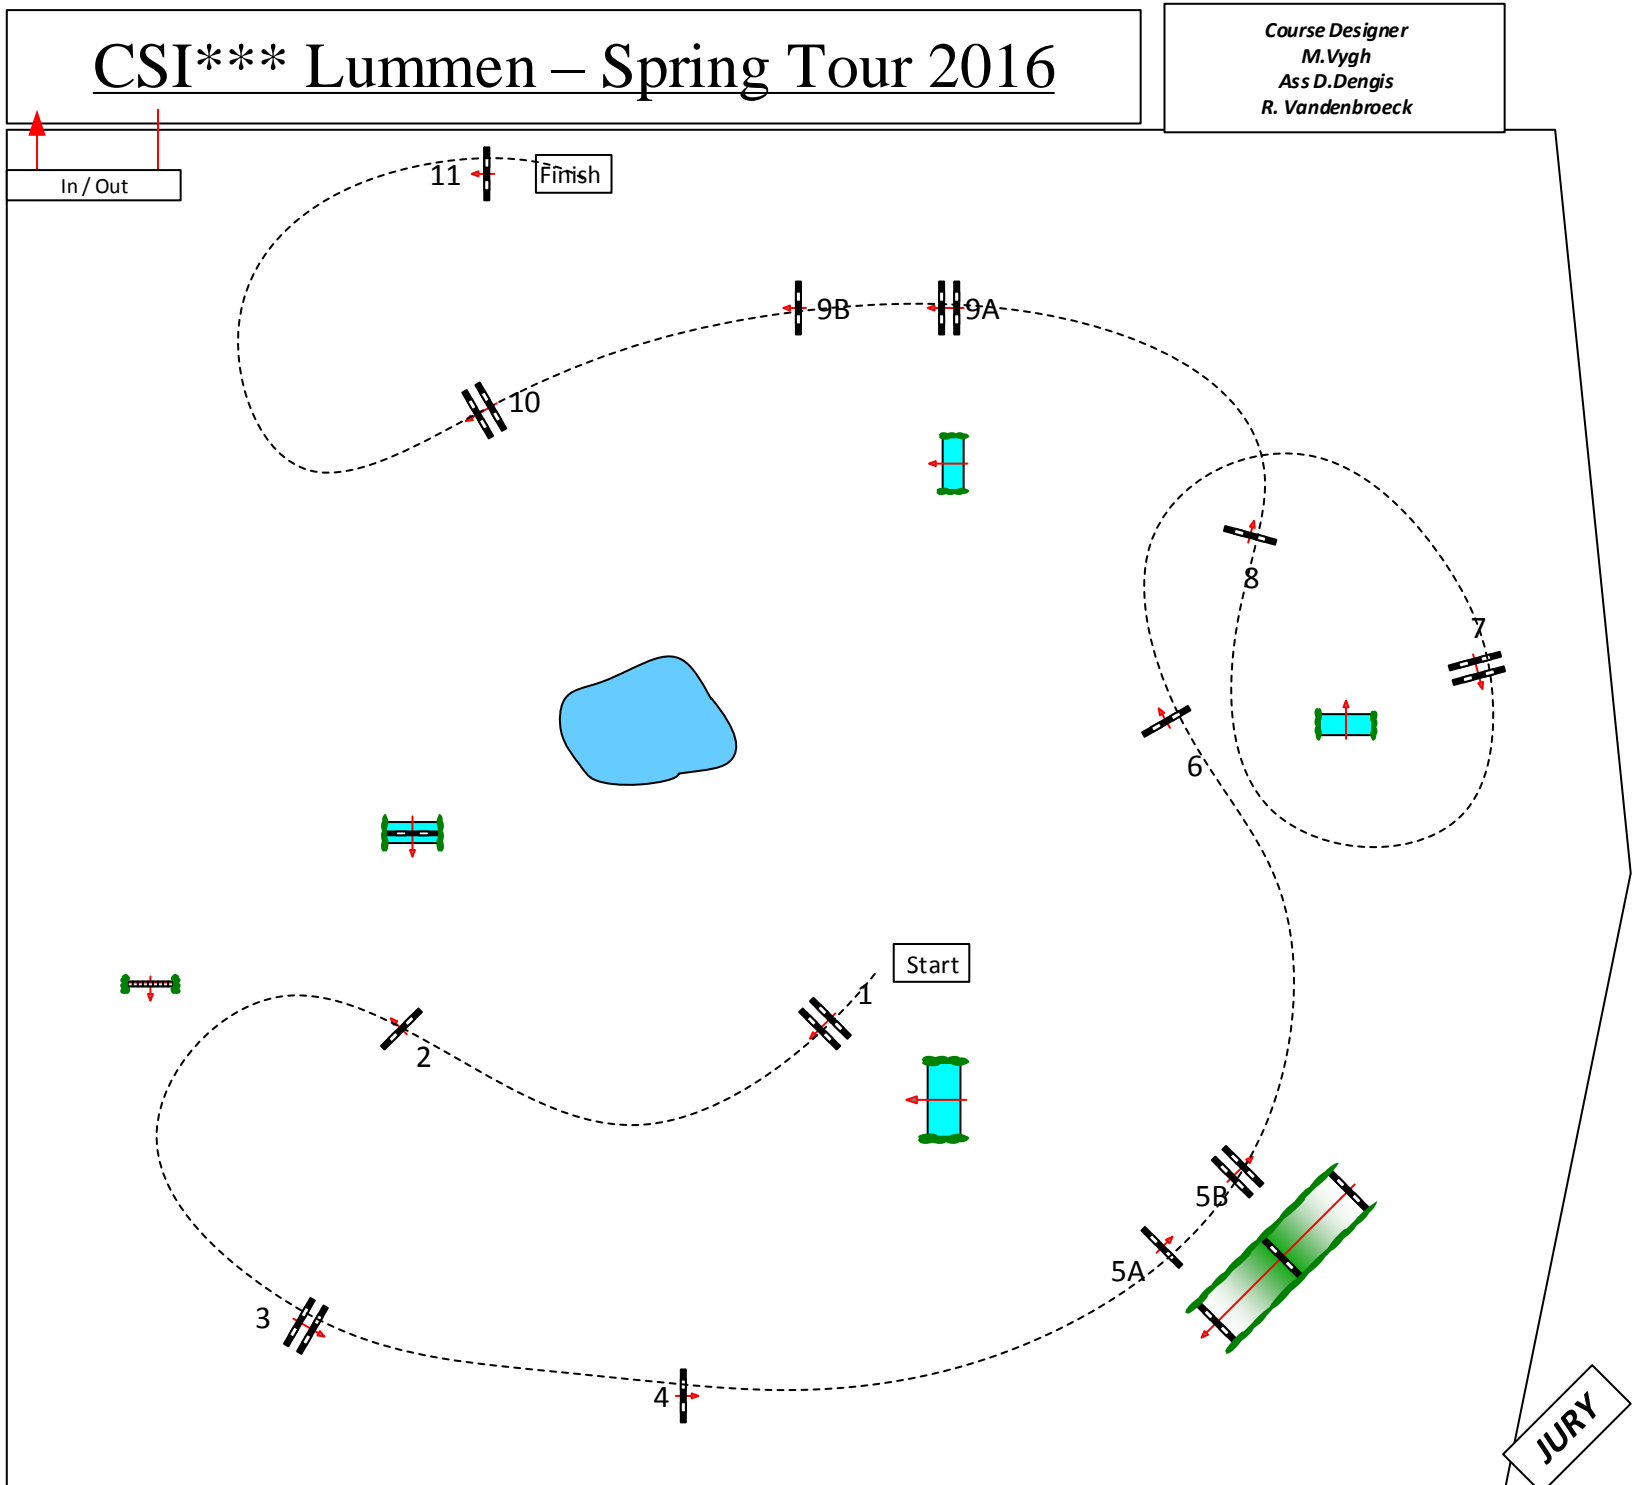 CSI*** Lummen – Spring Tour 2016
Course Designer
M.Vygh
Ass D.Dengis
R. Vandenbroeck
In / Out
11
Finish
9B
9A
10
8
7
6
Start
1
2
5B
5A
3
4
JURY